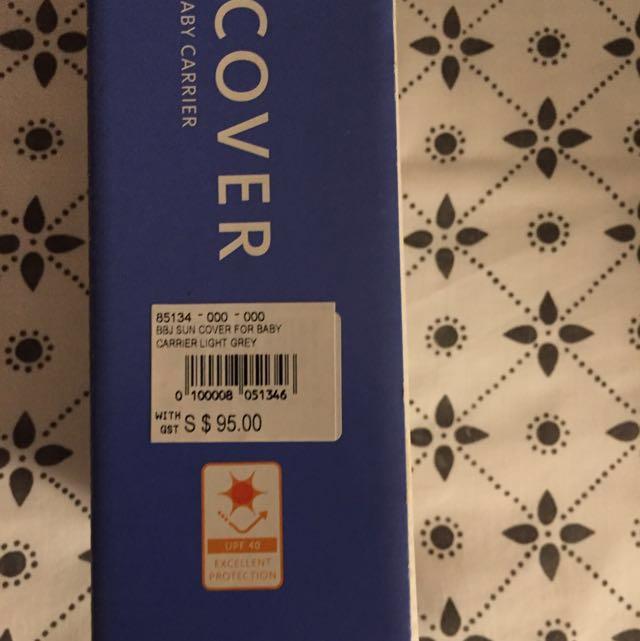 COVER
ABY CARRIER
85134 - 000 - 000
BBJ SUN COVER FOR BABY
CARRIER LIGHT GREY
0 100008 051346
WITH GST S $ 95.00
UPF 40
EXCELLENT
PROTECTION